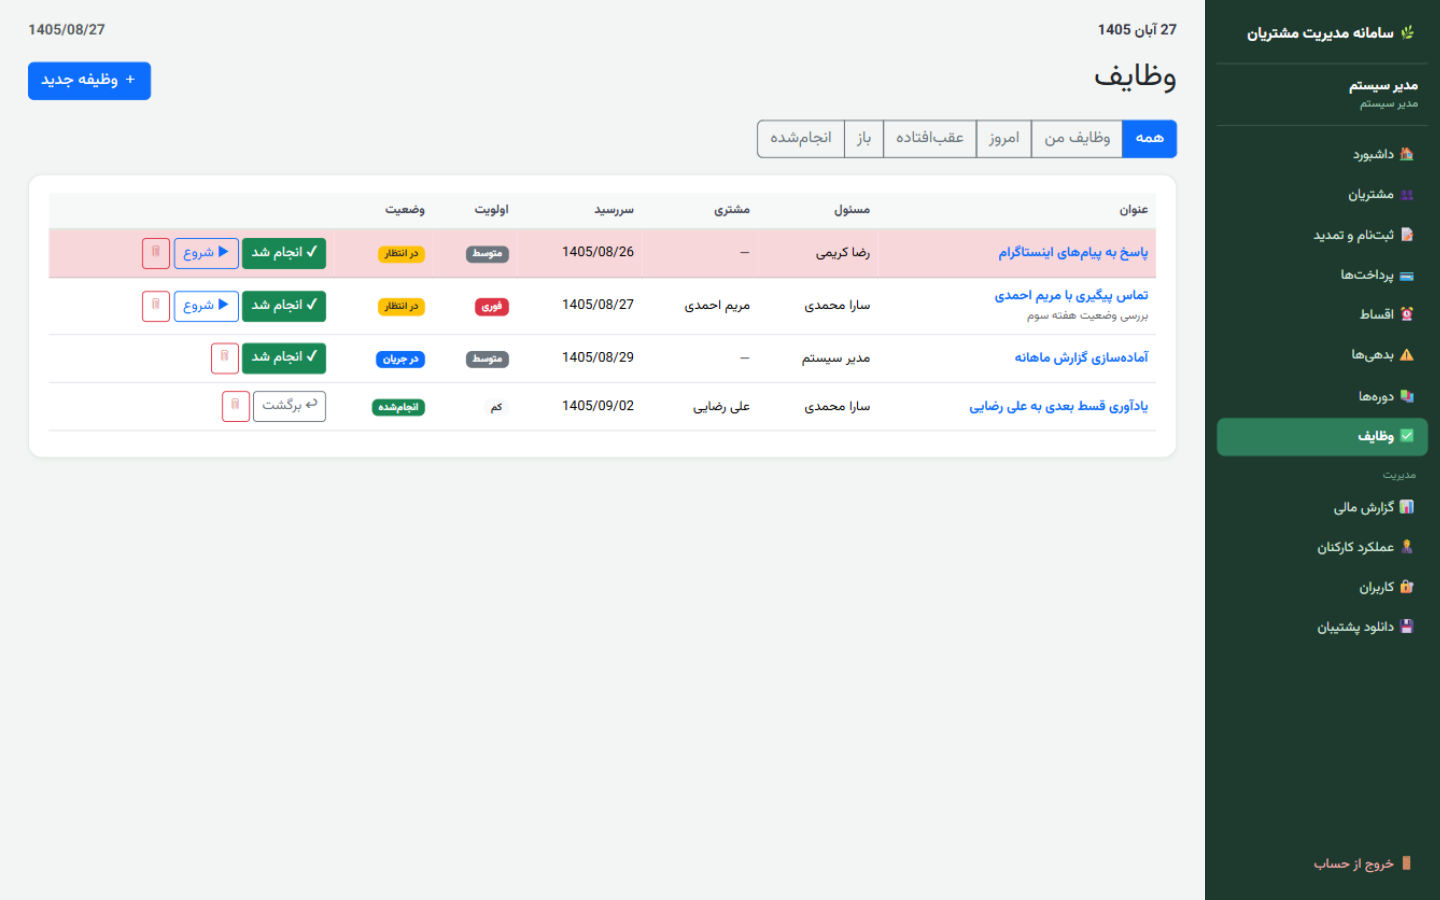 سامانه مدیریت مشتریان
مدیر سیستم
مدیر سیستم
داشبورد
مشتریان
ثبت‌نام و تمدید
پرداخت‌ها
اقساط
بدهی‌ها
دوره‌ها
وظایف
مدیریت
گزارش مالی
عملکرد کارکنان
کاربران
دانلود پشتیبان
خروج از حساب
27 آبان 1405
1405/08/27
وظایف
+ وظیفه جدید
همه
وظایف من
امروز
عقب‌افتاده
باز
انجام‌شده
عنوان مسئول مشتری سررسید اولویت وضعیت
پاسخ به پیام‌های اینستاگرام رضا کریمی — 1405/08/26 متوسط در انتظار ✓ انجام شد ▶ شروع
تماس پیگیری با مریم احمدی سارا محمدی مریم احمدی 1405/08/27 فوری در انتظار ✓ انجام شد ▶ شروع
بررسی وضعیت هفته سوم
آماده‌سازی گزارش ماهانه مدیر سیستم — 1405/08/29 متوسط در جریان ✓ انجام شد
یادآوری قسط بعدی به علی رضایی سارا محمدی علی رضایی 1405/09/02 کم انجام‌شده ↩ برگشت